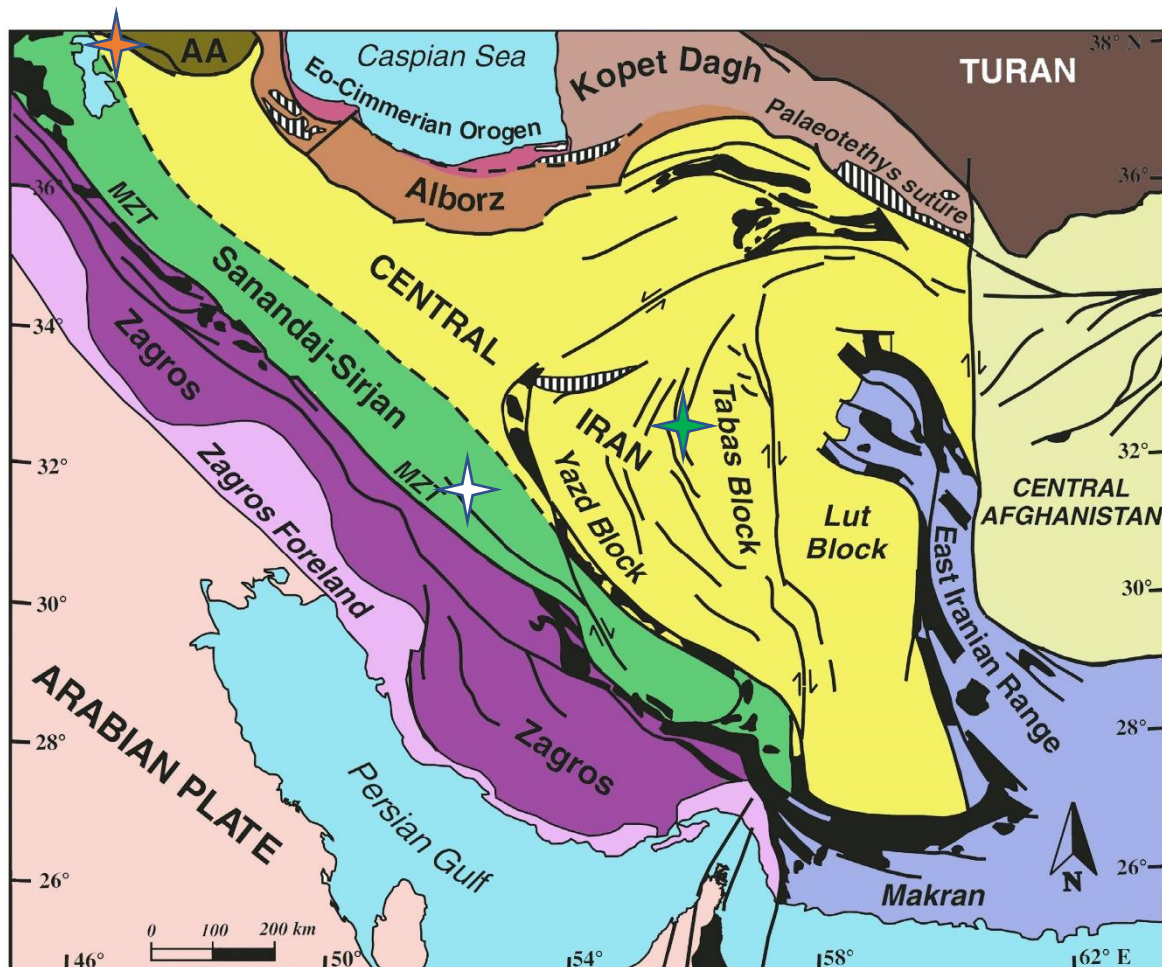 AA
Caspian Sea
Eo-Cimmerian Orogen
Kopet Dagh
38° N
TURAN
Palaeotethys suture
Alborz
36°
36°
MZT
Sanandaj-Sirjan
CENTRAL
IRAN
Zagros
34°
Tabas Block
Yazd Block
Lut
Block
32°
32°
MZT
CENTRAL
AFGHANISTAN
Zagros Foreland
East Iranian Range
30°
30°
ARABIAN PLATE
Persian Gulf
Zagros
28°
28°
26°
26°
Makran
N
0 100 200 km
46°
50°
54°
58°
62° E